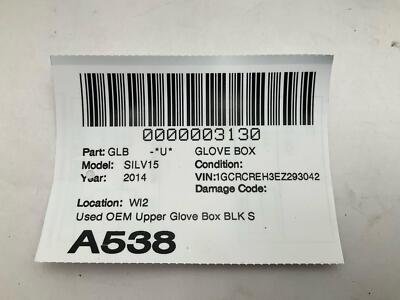 0000003130
Part: GLB -*U* GLOVE BOX
Model: SILV15 Condition:
Year: 2014 VIN:1GCRCREH3EZ293042
Damage Code:
Location: WI2
Used OEM Upper Glove Box BLK S
A538